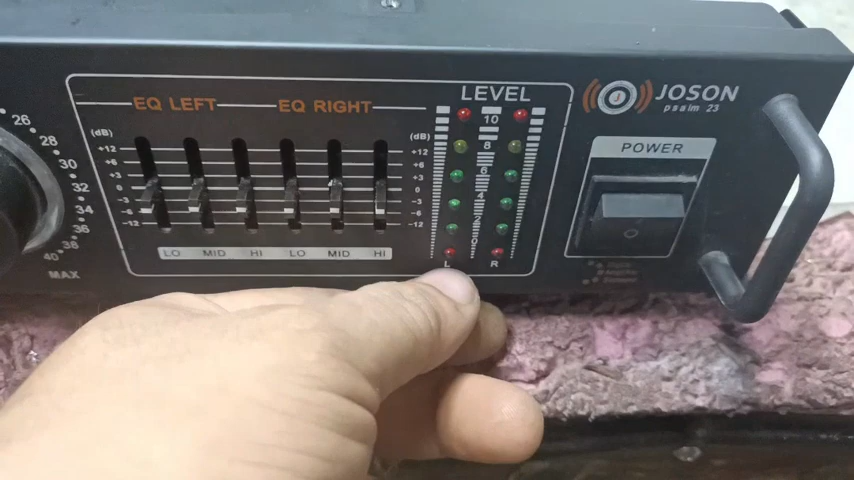 EQ LEFT EQ RIGHT
LEVEL
JOSON
psalm 23
POWER
(dB)
+12
+6
+3
0
-3
-6
-12
(dB)
+12
+6
+3
0
-3
-6
-12
LO MID HI LO MID HI
10
8
6
4
2
0
L R
26
28
30
32
34
36
38
40
MAX